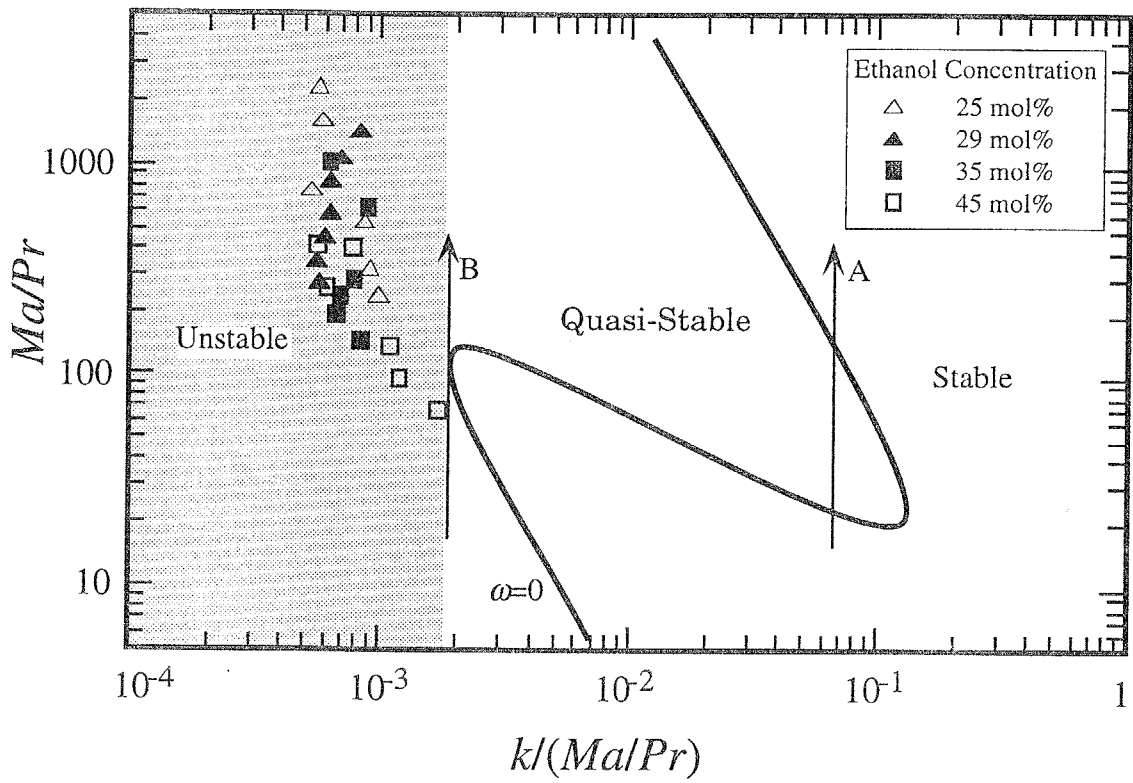 Ethanol Concentration
25 mol%
29 mol%
35 mol%
45 mol%
1000
100
10
Ma/Pr
B
A
Quasi-Stable
Unstable
Stable
ω=0
10⁻⁴
10⁻³
10⁻²
10⁻¹
1
k/(Ma/Pr)